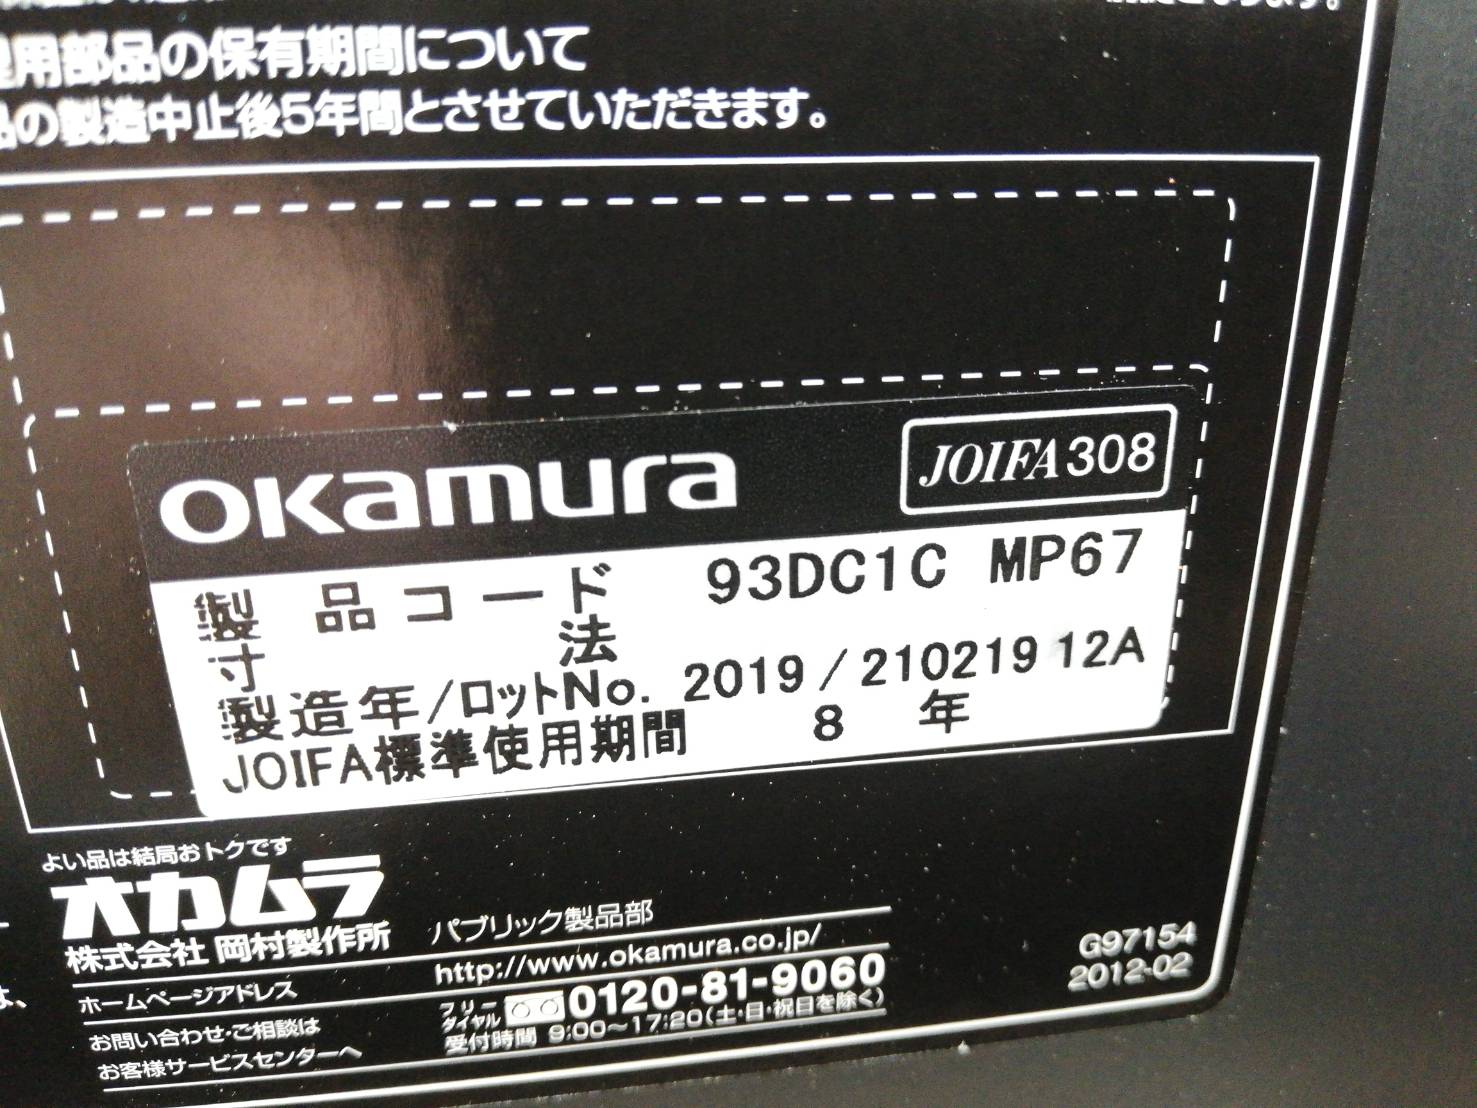 用部品の保有期間について
品の製造中止後5年間とさせていただきます。
OKamura
JOIFA308
製品コード 93DC1C MP67
寸法
製造年/ロットNo. 2019/210219 12A
JOIFA標準使用期間 8年
よい品は結局おトクです
オカムラ
株式会社 岡村製作所
パブリック製品部
ホームページアドレス
http://www.okamura.co.jp/
お問い合わせ・ご相談は
お客様サービスセンターへ
フリーダイヤル 0120-81-9060
受付時間 9:00〜17:20(土・日・祝日を除く)
G97154
2012-02